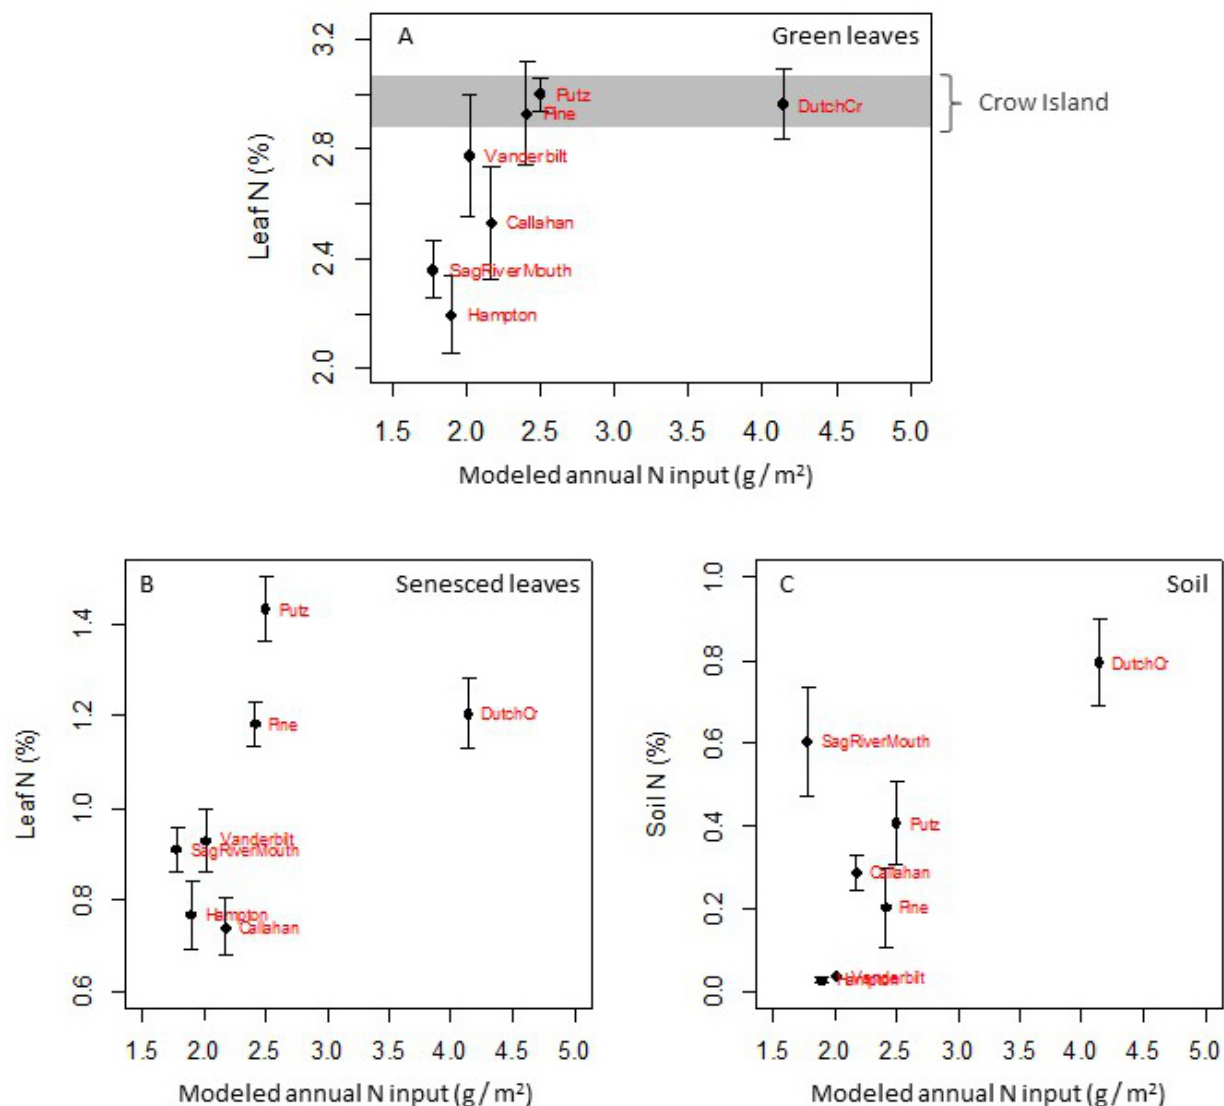 A
Green leaves
3.2
2.8
2.4
2.0
Leaf N (%)
Putz
Pine
DutchCr
Vanderbilt
Callahan
SagRiverMouth
Hampton
Crow Island
1.5 2.0 2.5 3.0 3.5 4.0 4.5 5.0
Modeled annual N input (g / m²)
B
Senesced leaves
1.4
1.2
1.0
0.8
0.6
Leaf N (%)
Putz
Pine
DutchCr
Vanderbilt
SagRiverMouth
Hampton
Callahan
1.5 2.0 2.5 3.0 3.5 4.0 4.5 5.0
Modeled annual N input (g / m²)
C
Soil
1.0
0.8
0.6
0.4
0.2
0.0
Soil N (%)
DutchCr
SagRiverMouth
Putz
Callahan
Pine
Vanderbilt
Hampton
1.5 2.0 2.5 3.0 3.5 4.0 4.5 5.0
Modeled annual N input (g / m²)